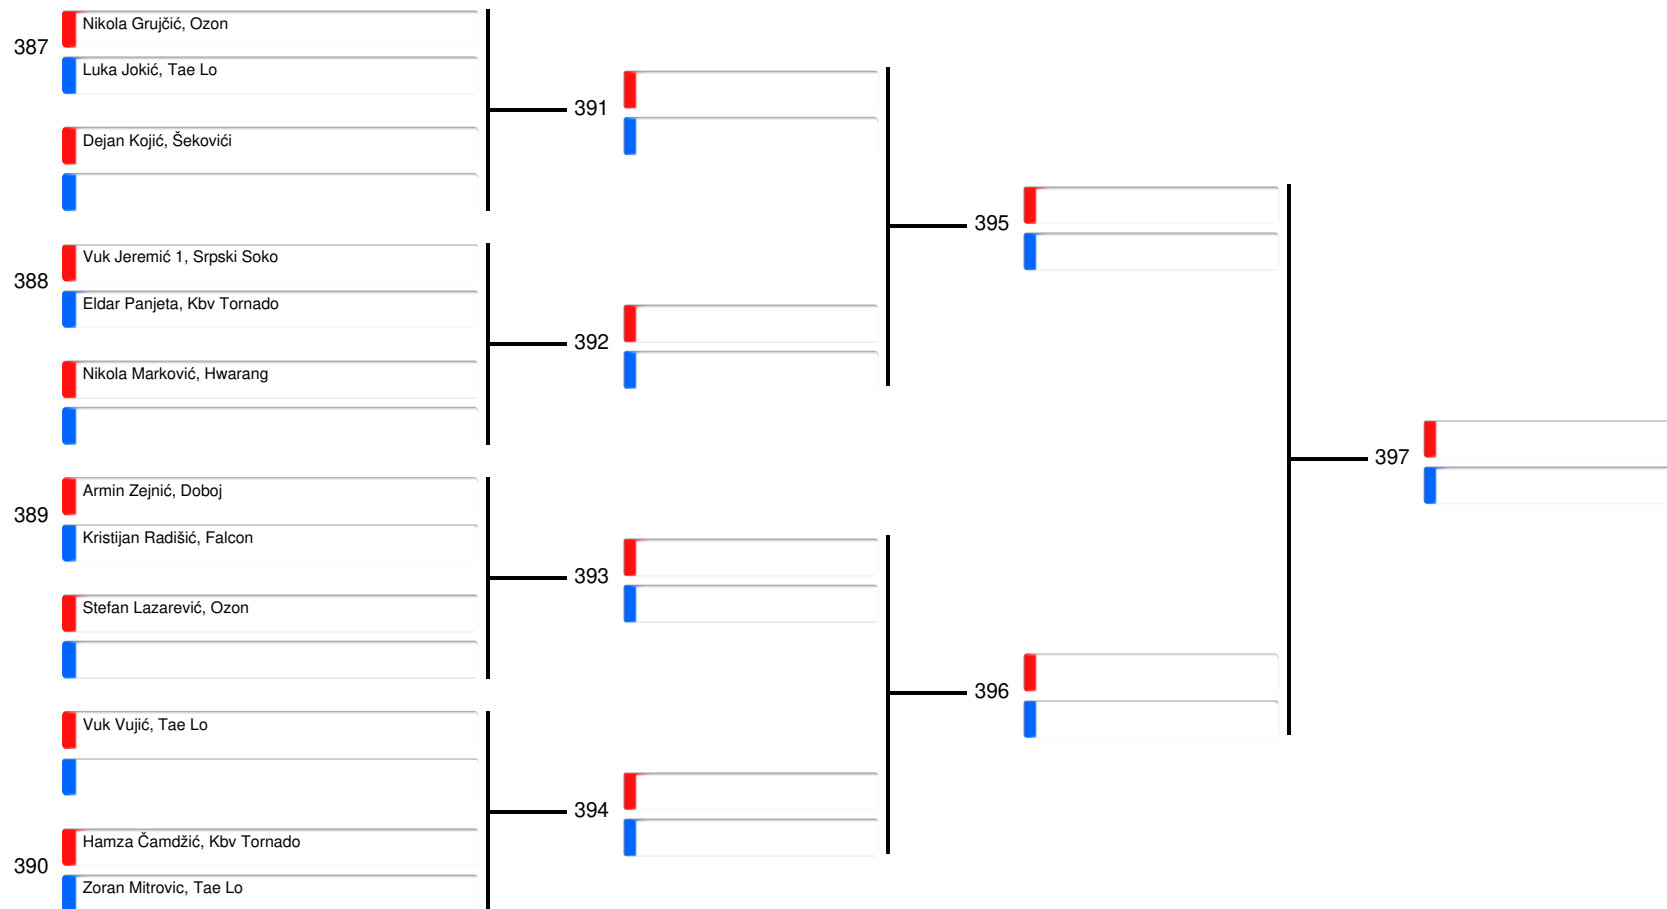 387
Nikola Grujčić, Ozon
Luka Jokić, Tae Lo
Dejan Kojić, Šekovići
388
Vuk Jeremić 1, Srpski Soko
Eldar Panjeta, Kbv Tornado
Nikola Marković, Hwarang
389
Armin Zejnić, Doboj
Kristijan Radišić, Falcon
Stefan Lazarević, Ozon
Vuk Vujić, Tae Lo
390
Hamza Čamdžić, Kbv Tornado
Zoran Mitrovic, Tae Lo
391
392
393
394
395
396
397